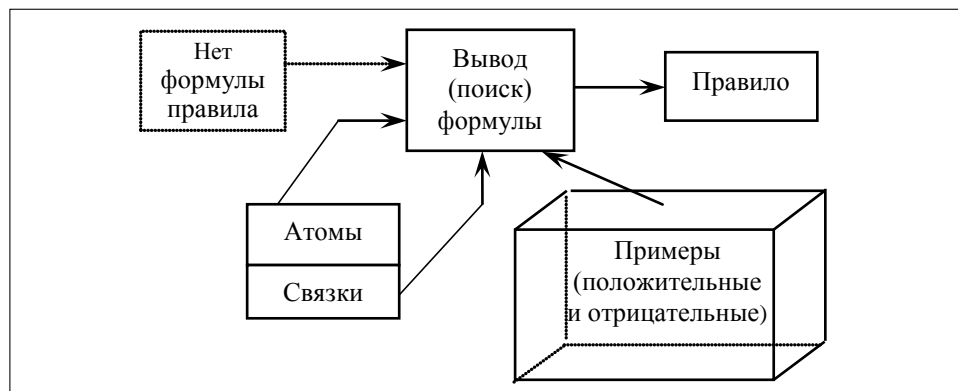 Нет
формулы
правила
Вывод
(поиск)
формулы
Правило
Атомы
Связки
Примеры
(положительные
и отрицательные)